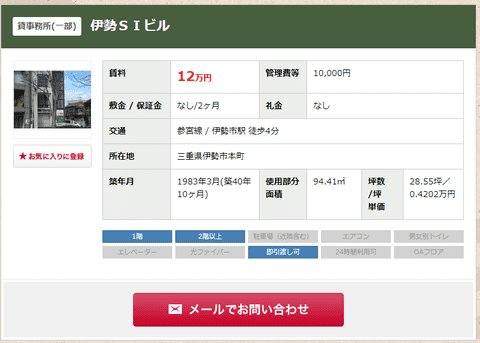 貸事務所(一部) 伊勢ＳＩビル
賃料 12万円 管理費等 10,000円
敷金 / 保証金 なし/2ヶ月 礼金 なし
交通 参宮線 / 伊勢市駅 徒歩4分
所在地 三重県伊勢市本町
★お気に入りに登録
築年月 1983年3月(築40年
10ヶ月) 使用部分
面積 94.41㎡ 坪数
/坪
単価 28.55坪／
0.4202万円
1階 2階以上 駐車場（近隣含む） エアコン 男女別トイレ
エレベーター 光ファイバー 即引渡し可 24時間利用可 OAフロア
メールでお問い合わせ